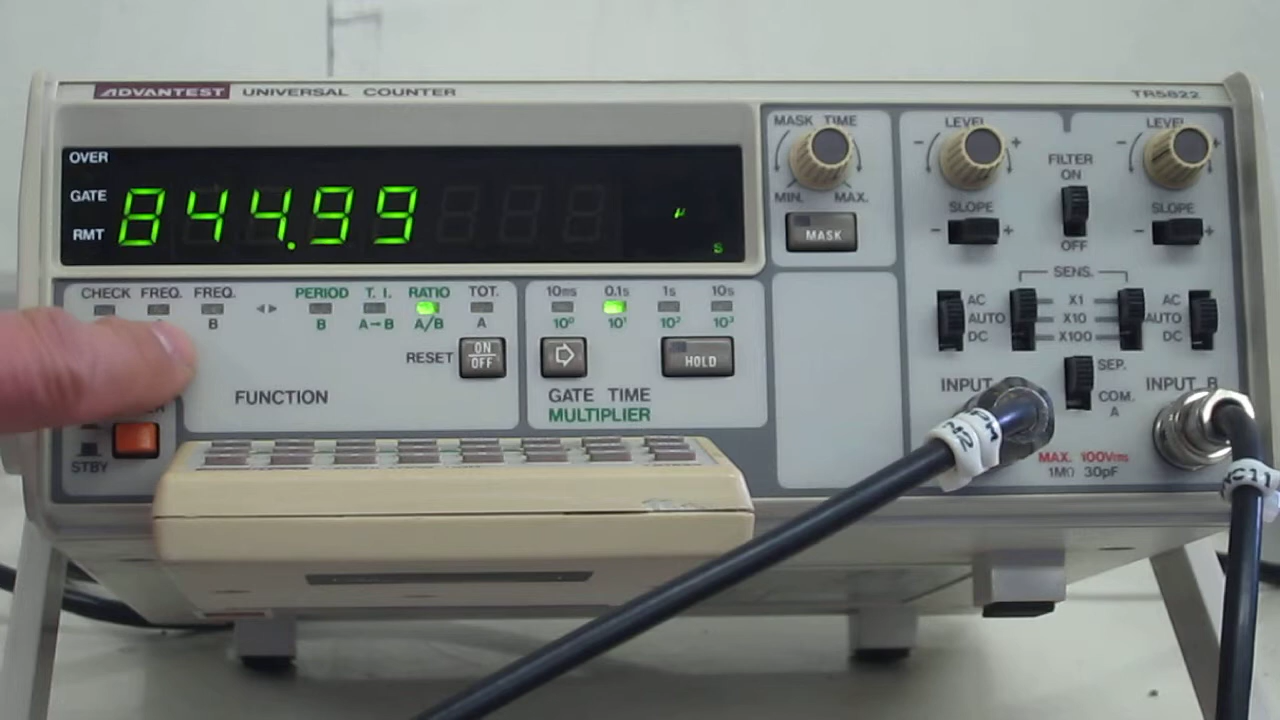 ADVANTEST UNIVERSAL COUNTER
TR5822
OVER
GATE
RMT
844.99
μ
S
MASK TIME
MIN. MAX.
MASK
LEVEL
- +
SLOPE
- +
FILTER
ON
OFF
LEVEL
- +
SLOPE
- +
CHECK FREQ. FREQ. PERIOD T. I. RATIO TOT.
B B A→B A/B A
RESET ON/OFF
FUNCTION
10ms 0.1s 1s 10s
10⁰ 10¹ 10² 10³
HOLD
GATE TIME
MULTIPLIER
SENS.
AC X1 AC
AUTO X10 AUTO
DC X100 DC
SEP.
COM.
A
INPUT
INPUT B
MAX. 100Vrms
1MΩ 30pF
STBY